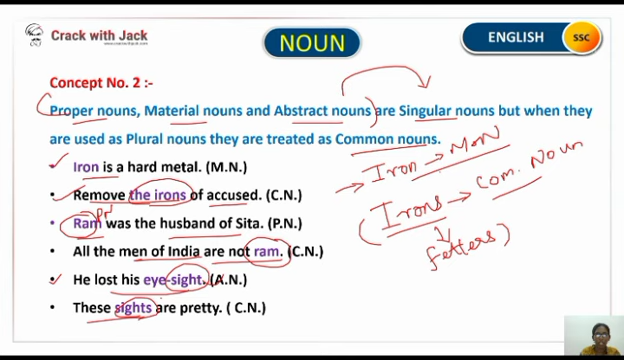 Crack with Jack
NOUN
ENGLISH
SSC
Concept No. 2 :-
Proper nouns, Material nouns and Abstract nouns are Singular nouns but when they
are used as Plural nouns they are treated as Common nouns.
• Iron is a hard metal. (M.N.)
• Remove the irons of accused. (C.N.)
• Ram was the husband of Sita. (P.N.)
• All the men of India are not ram. (C.N.)
• He lost his eye-sight. (A.N.)
• These sights are pretty. ( C.N.)
Iron → M.N
(Irons → Com. Noun
fetters)